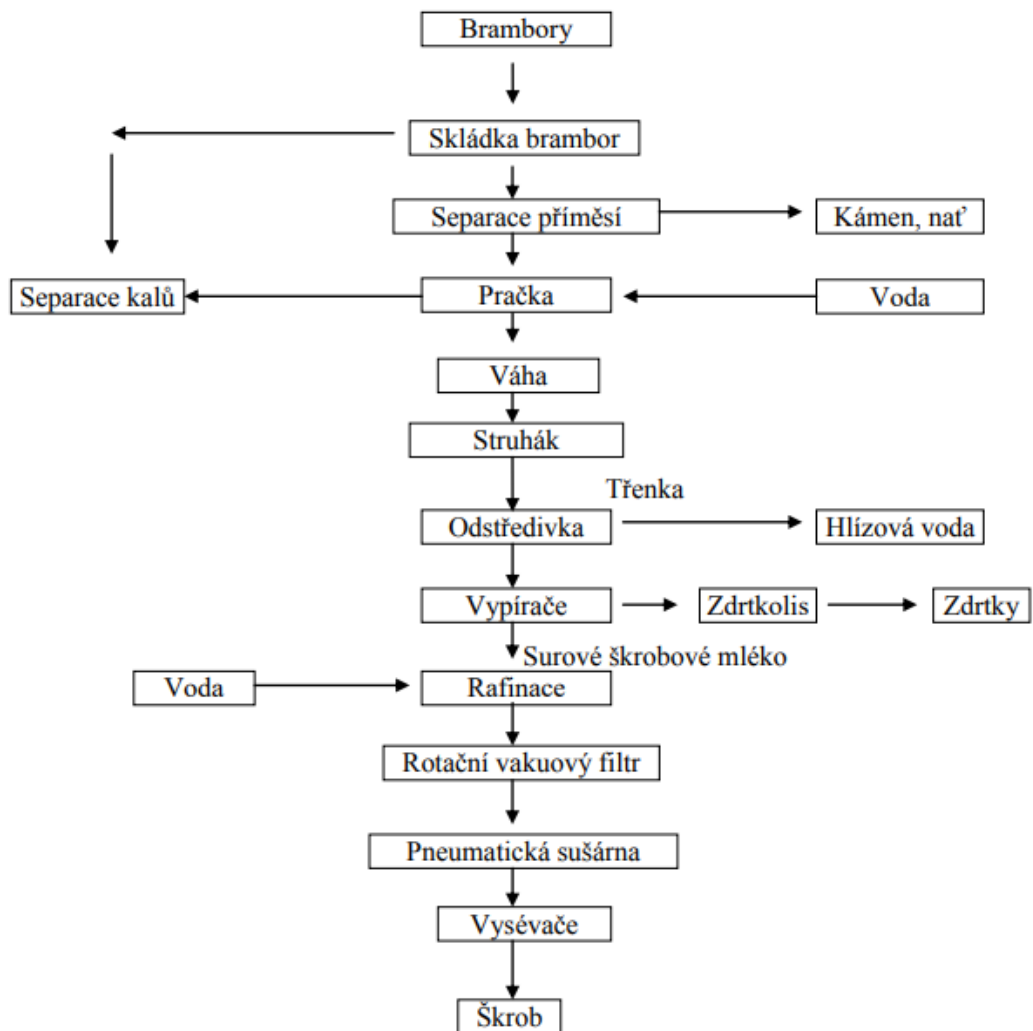 Brambory
Skládka brambor
Separace příměsí
Kámen, nať
Separace kalů
Pračka
Voda
Váha
Struhák
Třenka
Odstředivka
Hlízová voda
Vypírače
Zdrtkolis
Zdrtky
Surové škrobové mléko
Voda
Rafinace
Rotační vakuový filtr
Pneumatická sušárna
Vysévače
Škrob